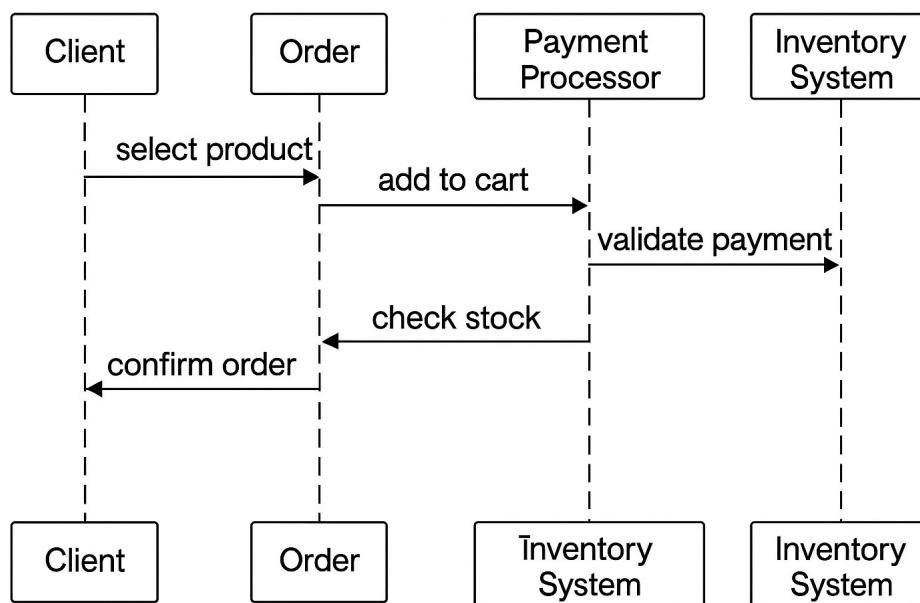 Client
Order
Payment
Processor
Inventory
System
select product
add to cart
validate payment
check stock
confirm order
Client
Order
Inventory
System
Inventory
System